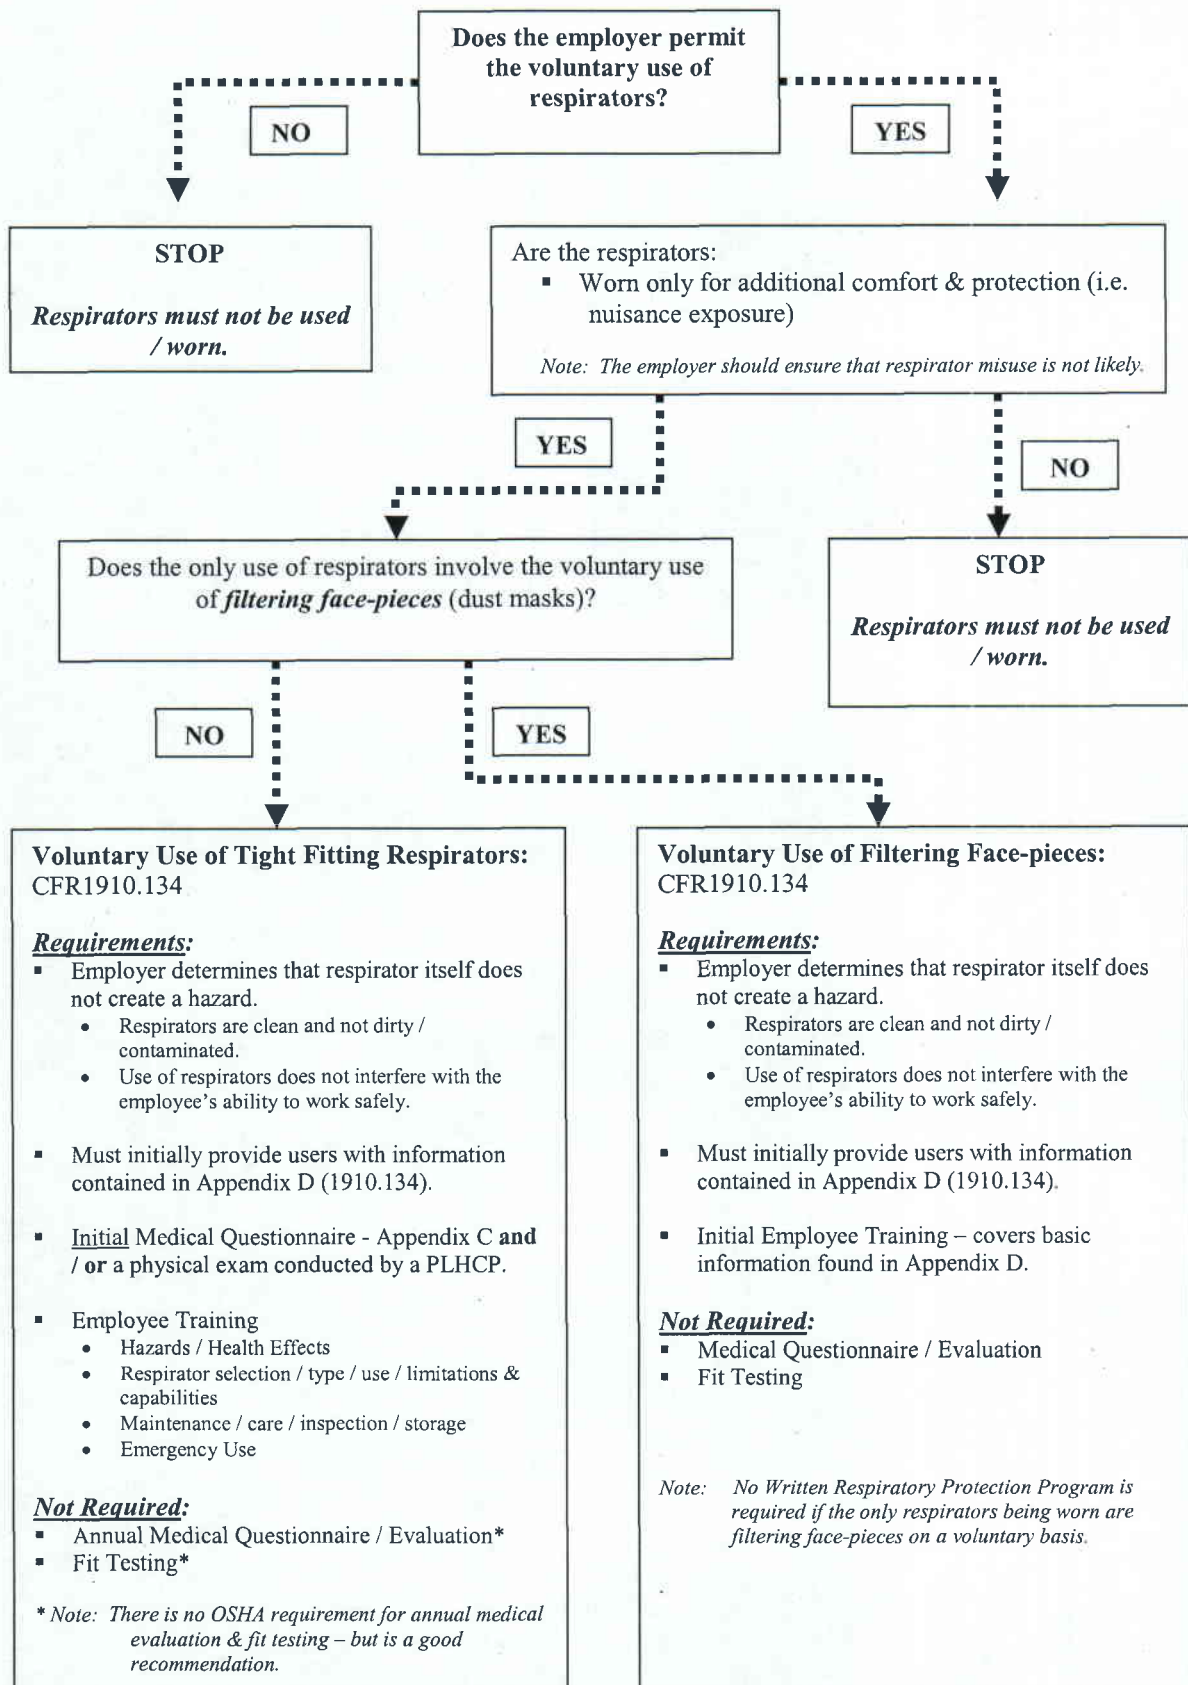 Does the employer permit
the voluntary use of
respirators?
NO
YES
STOP
Respirators must not be used
/ worn.
Are the respirators:
▪ Worn only for additional comfort & protection (i.e.
nuisance exposure)
Note: The employer should ensure that respirator misuse is not likely.
YES
NO
Does the only use of respirators involve the voluntary use
of filtering face-pieces (dust masks)?
STOP
Respirators must not be used
/ worn.
NO
YES
Voluntary Use of Tight Fitting Respirators:
CFR1910.134
Requirements:
▪ Employer determines that respirator itself does
not create a hazard.
• Respirators are clean and not dirty /
contaminated.
• Use of respirators does not interfere with the
employee's ability to work safely.
▪ Must initially provide users with information
contained in Appendix D (1910.134).
▪ Initial Medical Questionnaire - Appendix C and
/ or a physical exam conducted by a PLHCP.
▪ Employee Training
• Hazards / Health Effects
• Respirator selection / type / use / limitations &
capabilities
• Maintenance / care / inspection / storage
• Emergency Use
Not Required:
▪ Annual Medical Questionnaire / Evaluation*
▪ Fit Testing*
* Note: There is no OSHA requirement for annual medical
evaluation & fit testing – but is a good
recommendation.
Voluntary Use of Filtering Face-pieces:
CFR1910.134
Requirements:
▪ Employer determines that respirator itself does
not create a hazard.
• Respirators are clean and not dirty /
contaminated.
• Use of respirators does not interfere with the
employee's ability to work safely.
▪ Must initially provide users with information
contained in Appendix D (1910.134).
▪ Initial Employee Training – covers basic
information found in Appendix D.
Not Required:
▪ Medical Questionnaire / Evaluation
▪ Fit Testing
Note: No Written Respiratory Protection Program is
required if the only respirators being worn are
filtering face-pieces on a voluntary basis.